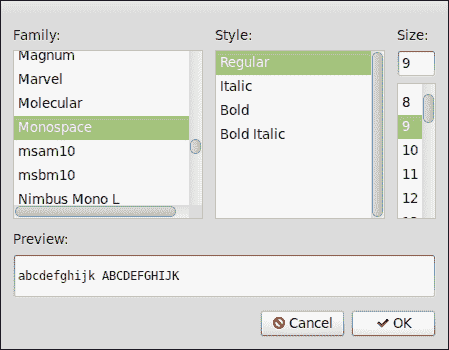 Family:
Style:
Size:
Magnum
Marvel
Molecular
Monospace
msam10
msbm10
Nimbus Mono L
Regular
Italic
Bold
Bold Italic
9
8
9
10
11
12
Preview:
abcdefghijk ABCDEFGHIJK
Cancel
OK